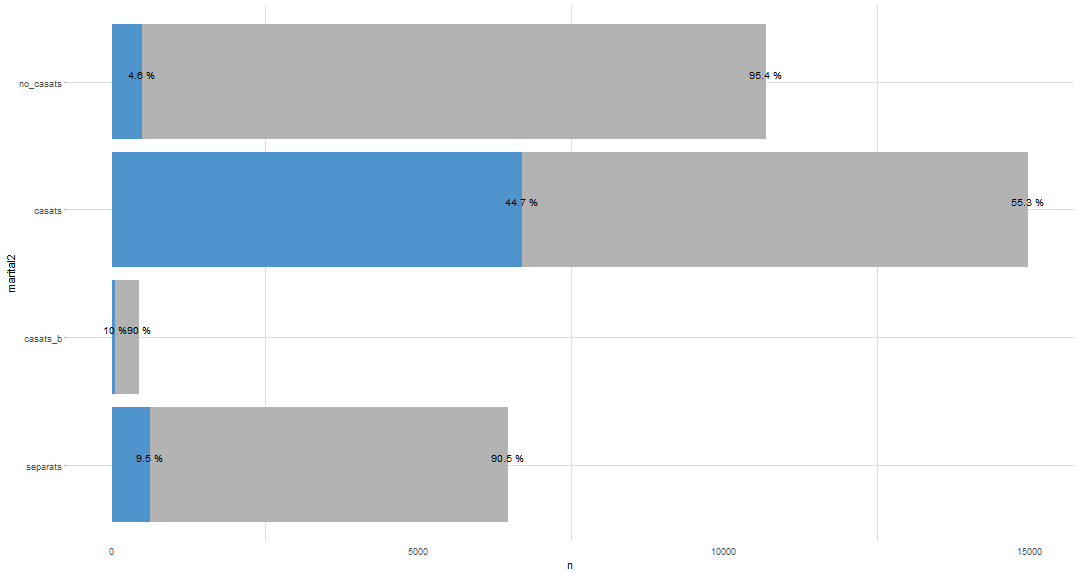 no_casats
4.6 %
95.4 %
casats
44.7 %
55.3 %
marital2
casats_b
10 %
90 %
separats
9.5 %
90.5 %
0
5000
10000
15000
n